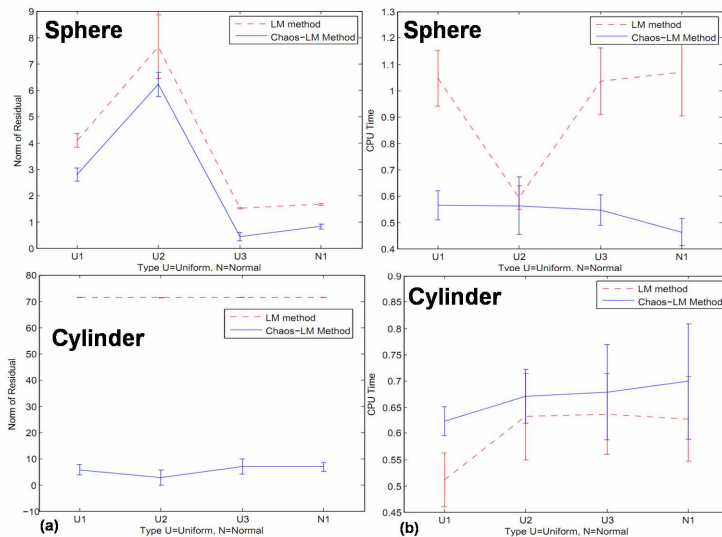 Sphere
LM method
Chaos-LM Method
9
8
7
6
5
4
3
2
1
0
Norm of Residual
U1 U2 U3 N1
Type U=Uniform, N=Normal
Sphere
LM method
Chaos-LM Method
1.3
1.2
1.1
1
0.9
0.8
0.7
0.6
0.5
0.4
CPU Time
U1 U2 U3 N1
Type U=Uniform, N=Normal
Cylinder
LM method
Chaos-LM Method
80
70
60
50
40
30
20
10
0
-10
Norm of Residual
U1 U2 U3 N1
(a) Type U=Uniform, N=Normal
Cylinder
LM method
Chaos-LM Method
0.9
0.85
0.8
0.75
0.7
0.65
0.6
0.55
0.5
0.45
CPU Time
U1 U2 U3 N1
(b) Type U=Uniform, N=Normal